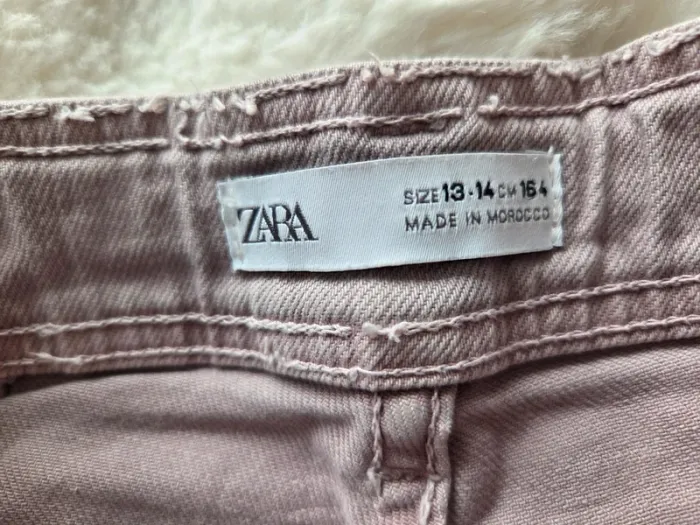 ZARA
SIZE 13-14 CM 164
MADE IN MOROCCO